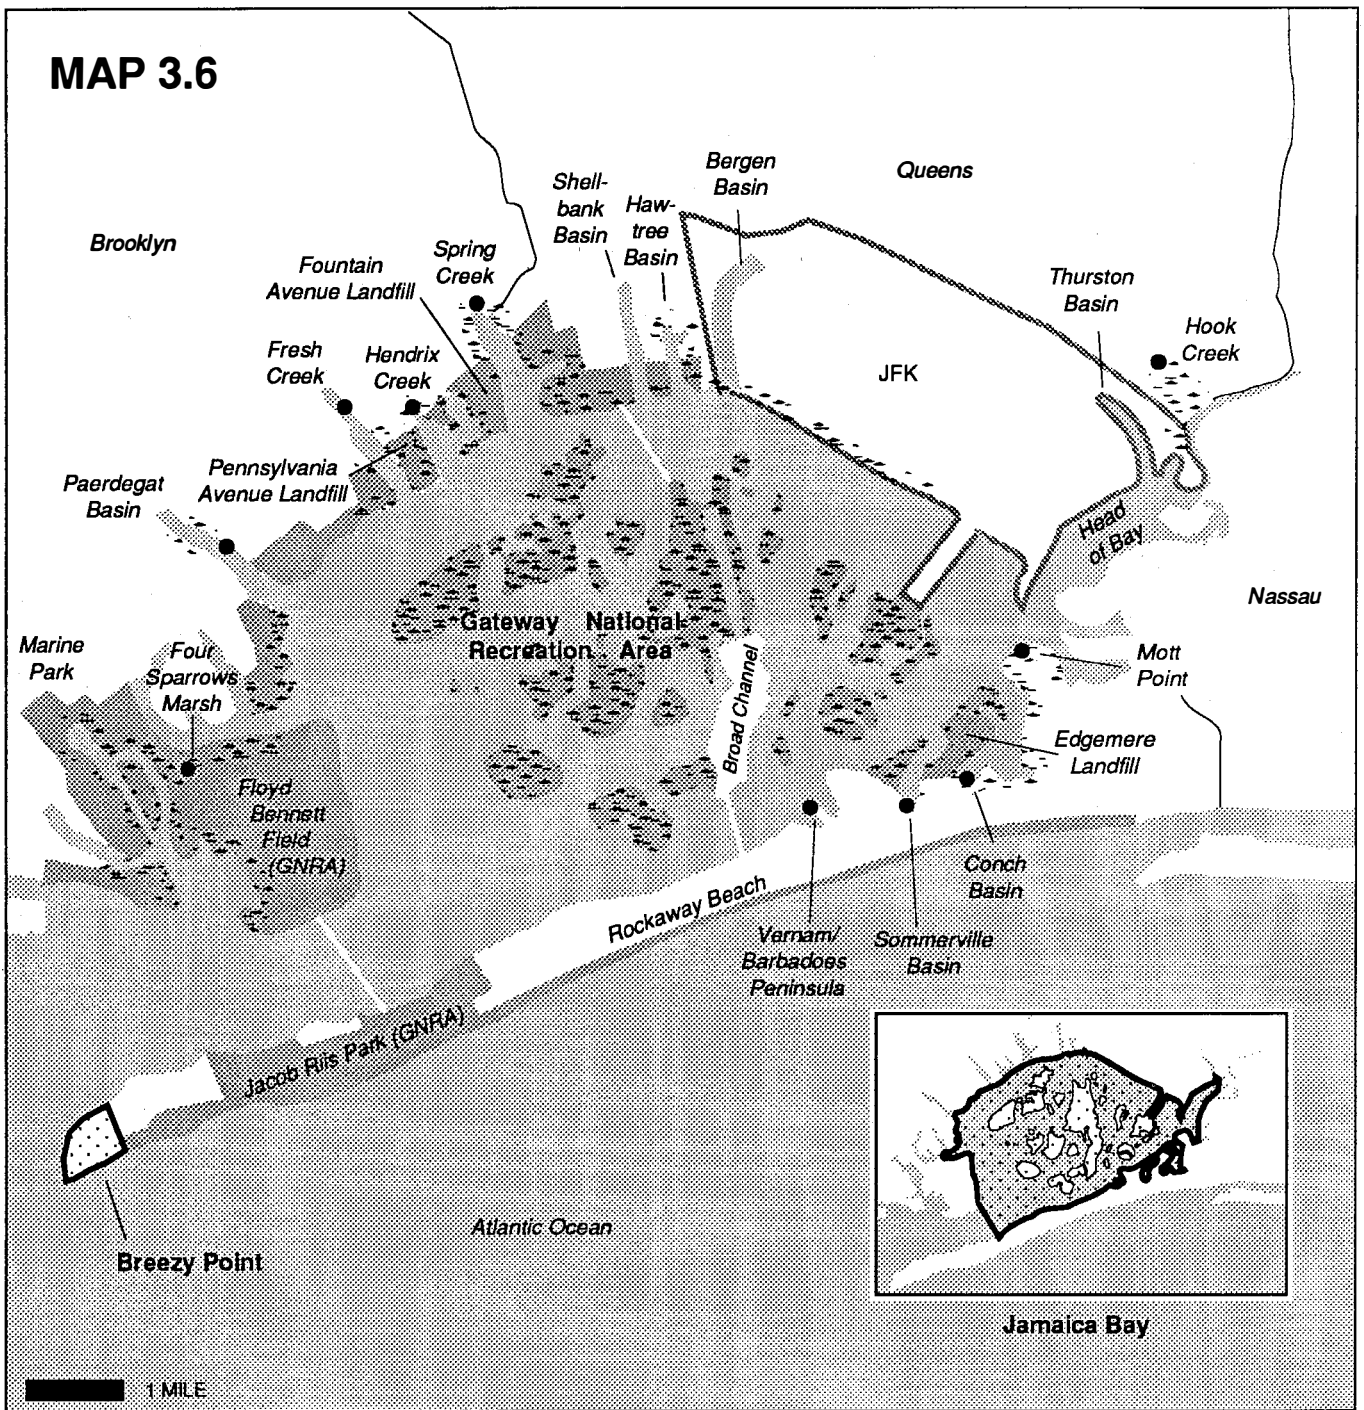 MAP 3.6
Bergen
Basin
Queens
Shell-
bank
Basin
Haw-
tree
Basin
Brooklyn
Spring
Creek
Fountain
Avenue Landfill
Thurston
Basin
Hook
Creek
Fresh
Creek
Hendrix
Creek
JFK
Pennsylvania
Avenue Landfill
Paerdegat
Basin
Head
of Bay
Nassau
Gateway National
Recreation Area
Marine
Park
Four
Sparrows
Marsh
Broad Channel
Mott
Point
Edgemere
Landfill
Floyd
Bennett
Field
(GNRA)
Conch
Basin
Rockaway Beach
Vernam/
Barbadoes
Peninsula
Sommerville
Basin
Jacob Riis Park (GNRA)
Atlantic Ocean
Breezy Point
Jamaica Bay
1 MILE